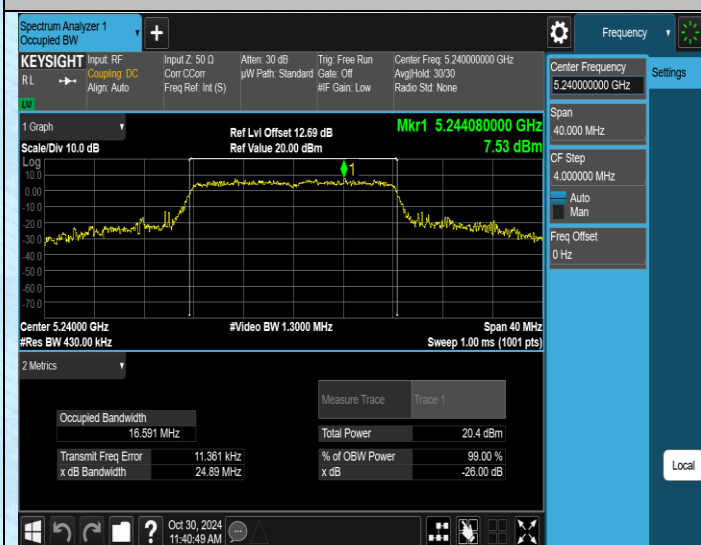 Spectrum Analyzer 1
Occupied BW
Frequency
KEYSIGHT
RL
LXI
Input: RF
Coupling: DC
Align: Auto
Input Z: 50 Ω
Corr CCorr
Freq Ref: Int (S)
Atten: 30 dB
µW Path: Standard
Trig: Free Run
Gate: Off
#IF Gain: Low
Center Freq: 5.240000000 GHz
Avg|Hold: 30/30
Radio Std: None
Center Frequency
5.240000000 GHz
Settings
Span
40.000 MHz
CF Step
4.000000 MHz
Auto
Man
Freq Offset
0 Hz
1 Graph
Scale/Div 10.0 dB
Ref Lvl Offset 12.69 dB
Ref Value 20.00 dBm
Mkr1 5.244080000 GHz
7.53 dBm
Log
10.0
0.00
-10.0
-20.0
-30.0
-40.0
-50.0
-60.0
-70.0
1
Center 5.24000 GHz
#Video BW 1.3000 MHz
Span 40 MHz
#Res BW 430.00 kHz
Sweep 1.00 ms (1001 pts)
2 Metrics
Measure Trace
Trace 1
Occupied Bandwidth
16.591 MHz
Total Power
20.4 dBm
Transmit Freq Error
11.361 kHz
% of OBW Power
99.00 %
x dB Bandwidth
24.89 MHz
x dB
-26.00 dB
Local
?
Oct 30, 2024
11:40:49 AM